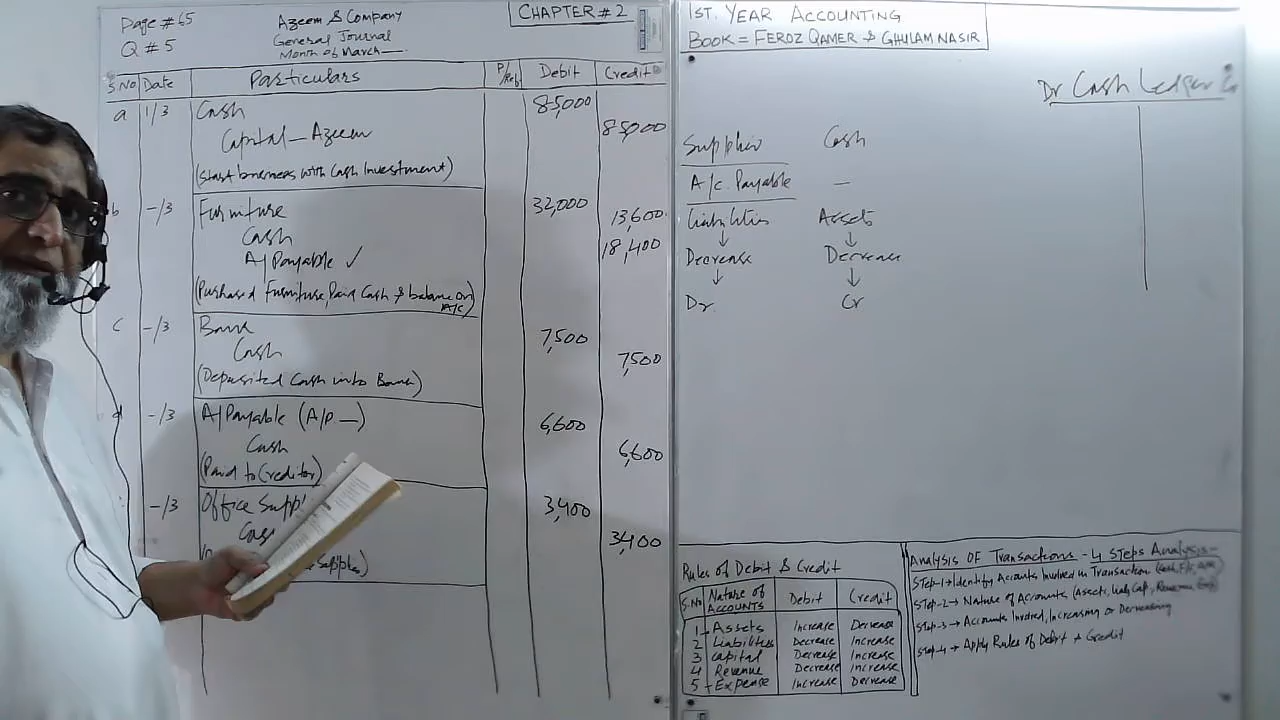 Page # 65
Q # 5
Azeem & Company
General Journal
Month of March —
CHAPTER # 2
S No Date Particulars P/Ref Debit Credit
a 1/3 Cash 85,000
Capital — Azeem 85,000
(Start business with Cash Investment)
b -/3 Furniture 32,000
Cash 13,600
A/Payable ✓ 18,400
(Purchased Furniture, Paid Cash & balance on A/C)
c -/3 Bank 7,500
Cash 7,500
(Deposited Cash into Bank)
d -/3 A/Payable (A/P —) 6,600
Cash 6,600
(Paid to Creditor)
-/3 Office Suppl 3,400
Cash 3,400
Supplies)
1ST. YEAR ACCOUNTING
BOOK = FEROZ QAMER & GHULAM NASIR
Dr Cash Ledger Cr
Cash
A/c. Payable —
Liabilities Assets
↓ ↓
Decrease Decrease
↓ ↓
Dr. Cr
Rules of Debit & Credit
S.No Nature of ACCOUNTS Debit Credit
1 Assets Increase Decrease
2 Liabilities Decrease Increase
3 Capital Decrease Increase
4 Revenue Decrease Increase
5 Expense Increase Decrease
Analysis OF Transactions - 4 Steps Analysis -
Step-1 → Identify Accounts Involved in Transaction
Step-2 → Nature of Accounts (Assets, Liab, Cap, Revenue, Exp)
Step-3 → Accounts Involved, Increasing or Decreasing
Step-4 → Apply Rules of Debit & Credit